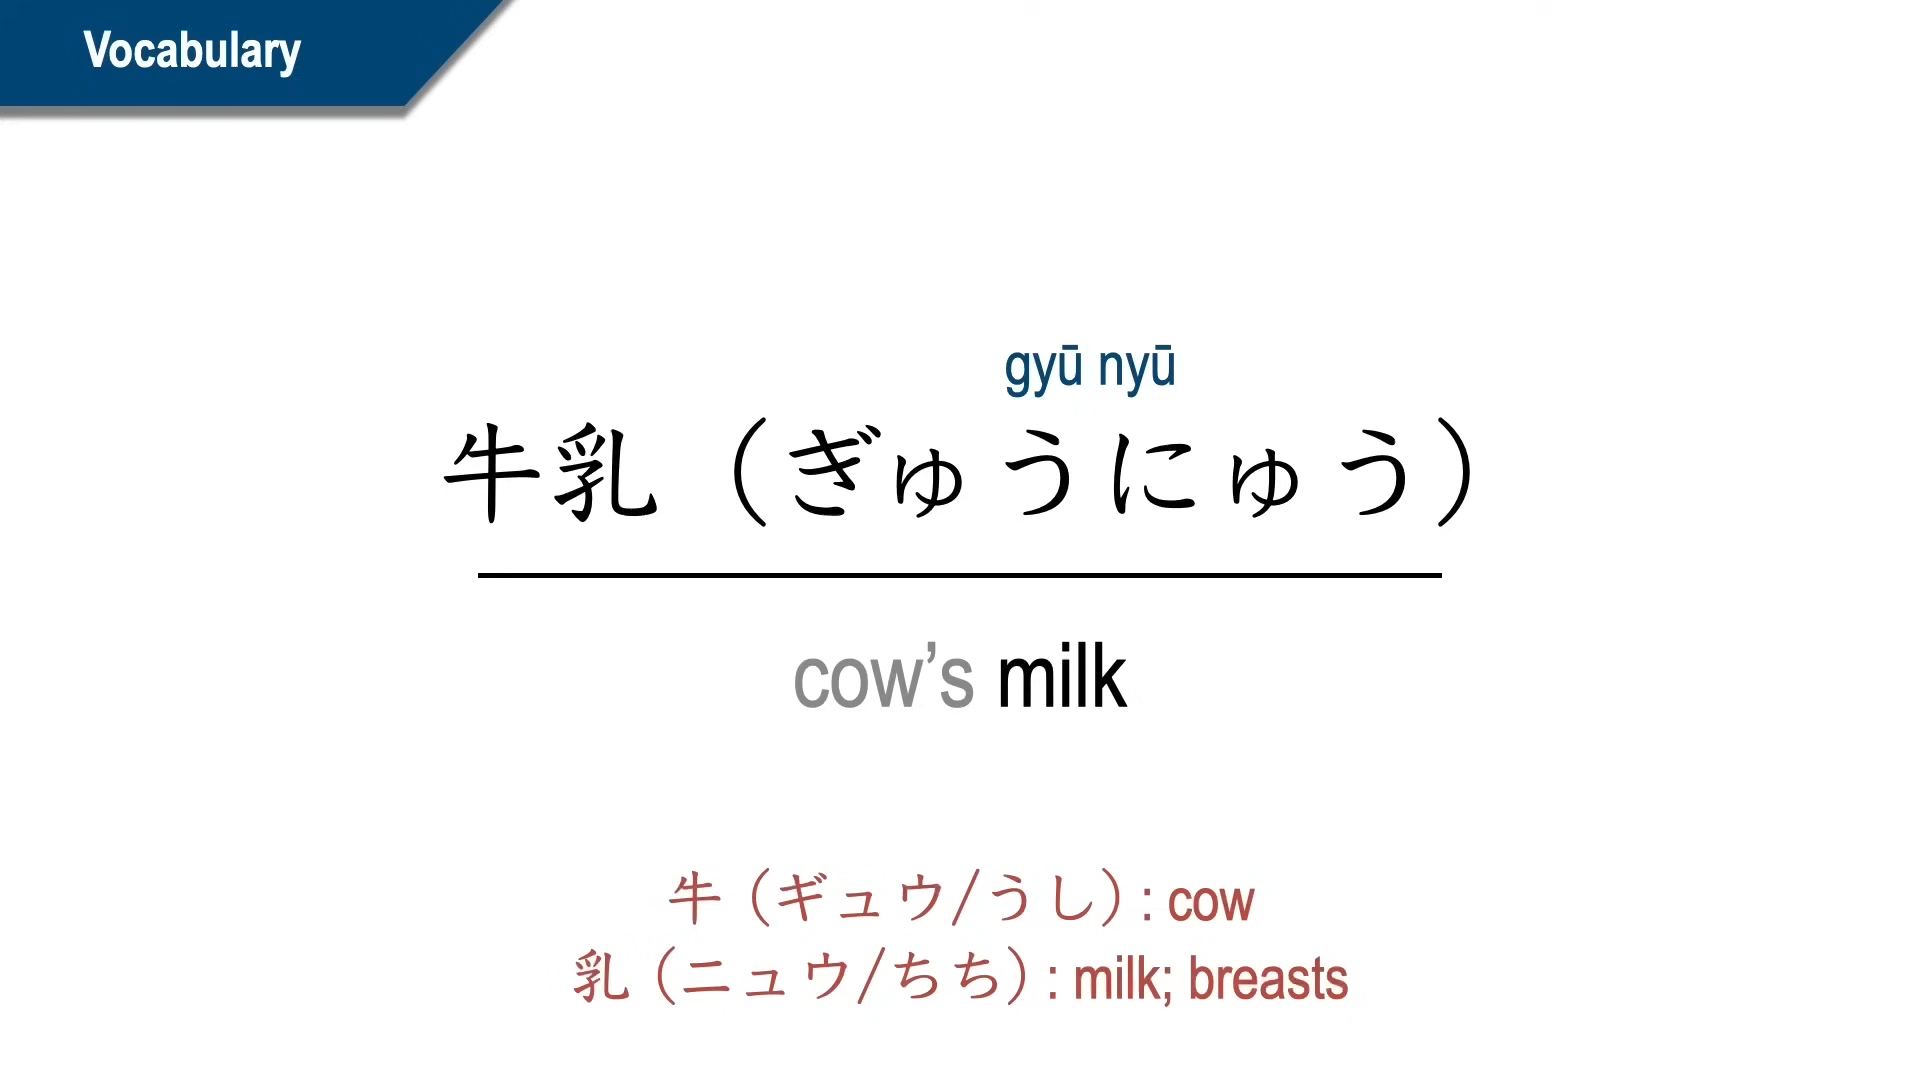 Vocabulary
gyū nyū
牛乳（ぎゅうにゅう）
cow’s milk
牛（ギュウ/うし）: cow
乳（ニュウ/ちち）: milk; breasts